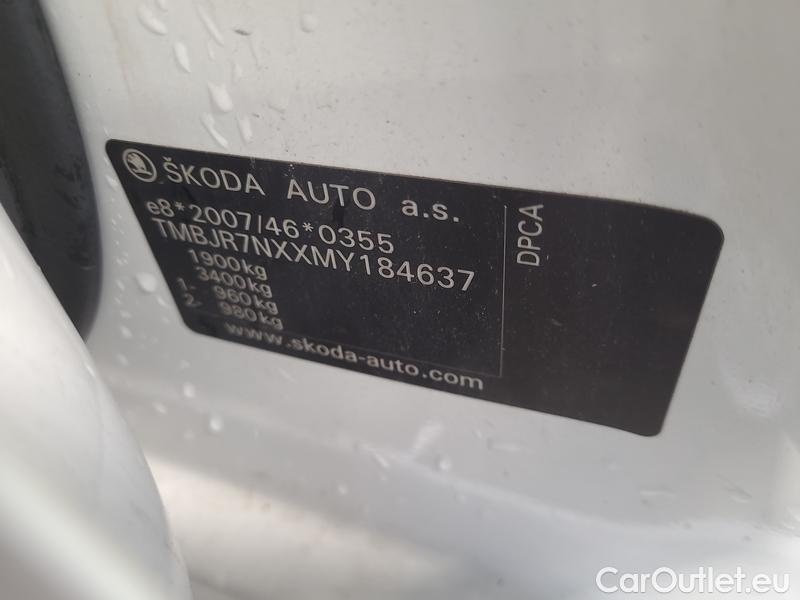 ŠKODA AUTO a.s.
e8*2007/46*0355
TMBJR7NXXMY184637
1900kg
3400kg
1- 960kg
2- 980kg
www.skoda-auto.com
DPCA
CarOutlet.eu